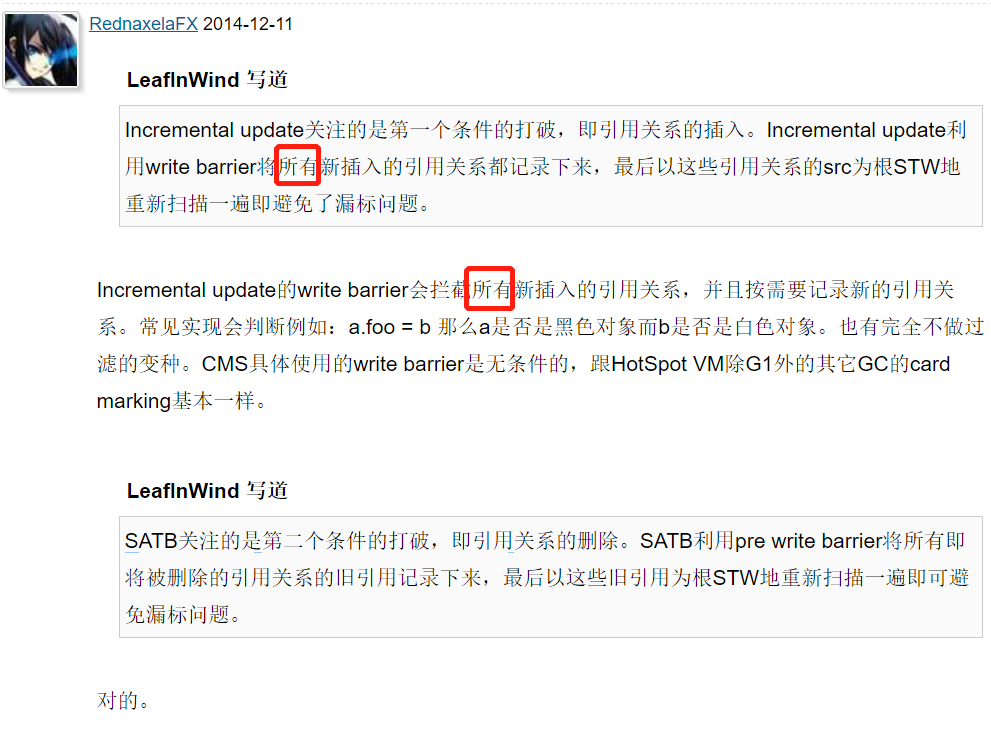 RednaxelaFX 2014-12-11
LeafInWind 写道
Incremental update关注的是第一个条件的打破，即引用关系的插入。Incremental update利
用write barrier将所有新插入的引用关系都记录下来，最后以这些引用关系的src为根STW地
重新扫描一遍即避免了漏标问题。
Incremental update的write barrier会拦截所有新插入的引用关系，并且按需要记录新的引用关
系。常见实现会判断例如：a.foo = b 那么a是否是黑色对象而b是否是白色对象。也有完全不做过
滤的变种。CMS具体使用的write barrier是无条件的，跟HotSpot VM除G1外的其它GC的card
marking基本一样。
LeafInWind 写道
SATB关注的是第二个条件的打破，即引用关系的删除。SATB利用pre write barrier将所有即
将被删除的引用关系的旧引用记录下来，最后以这些旧引用为根STW地重新扫描一遍即可避
免漏标问题。
对的。